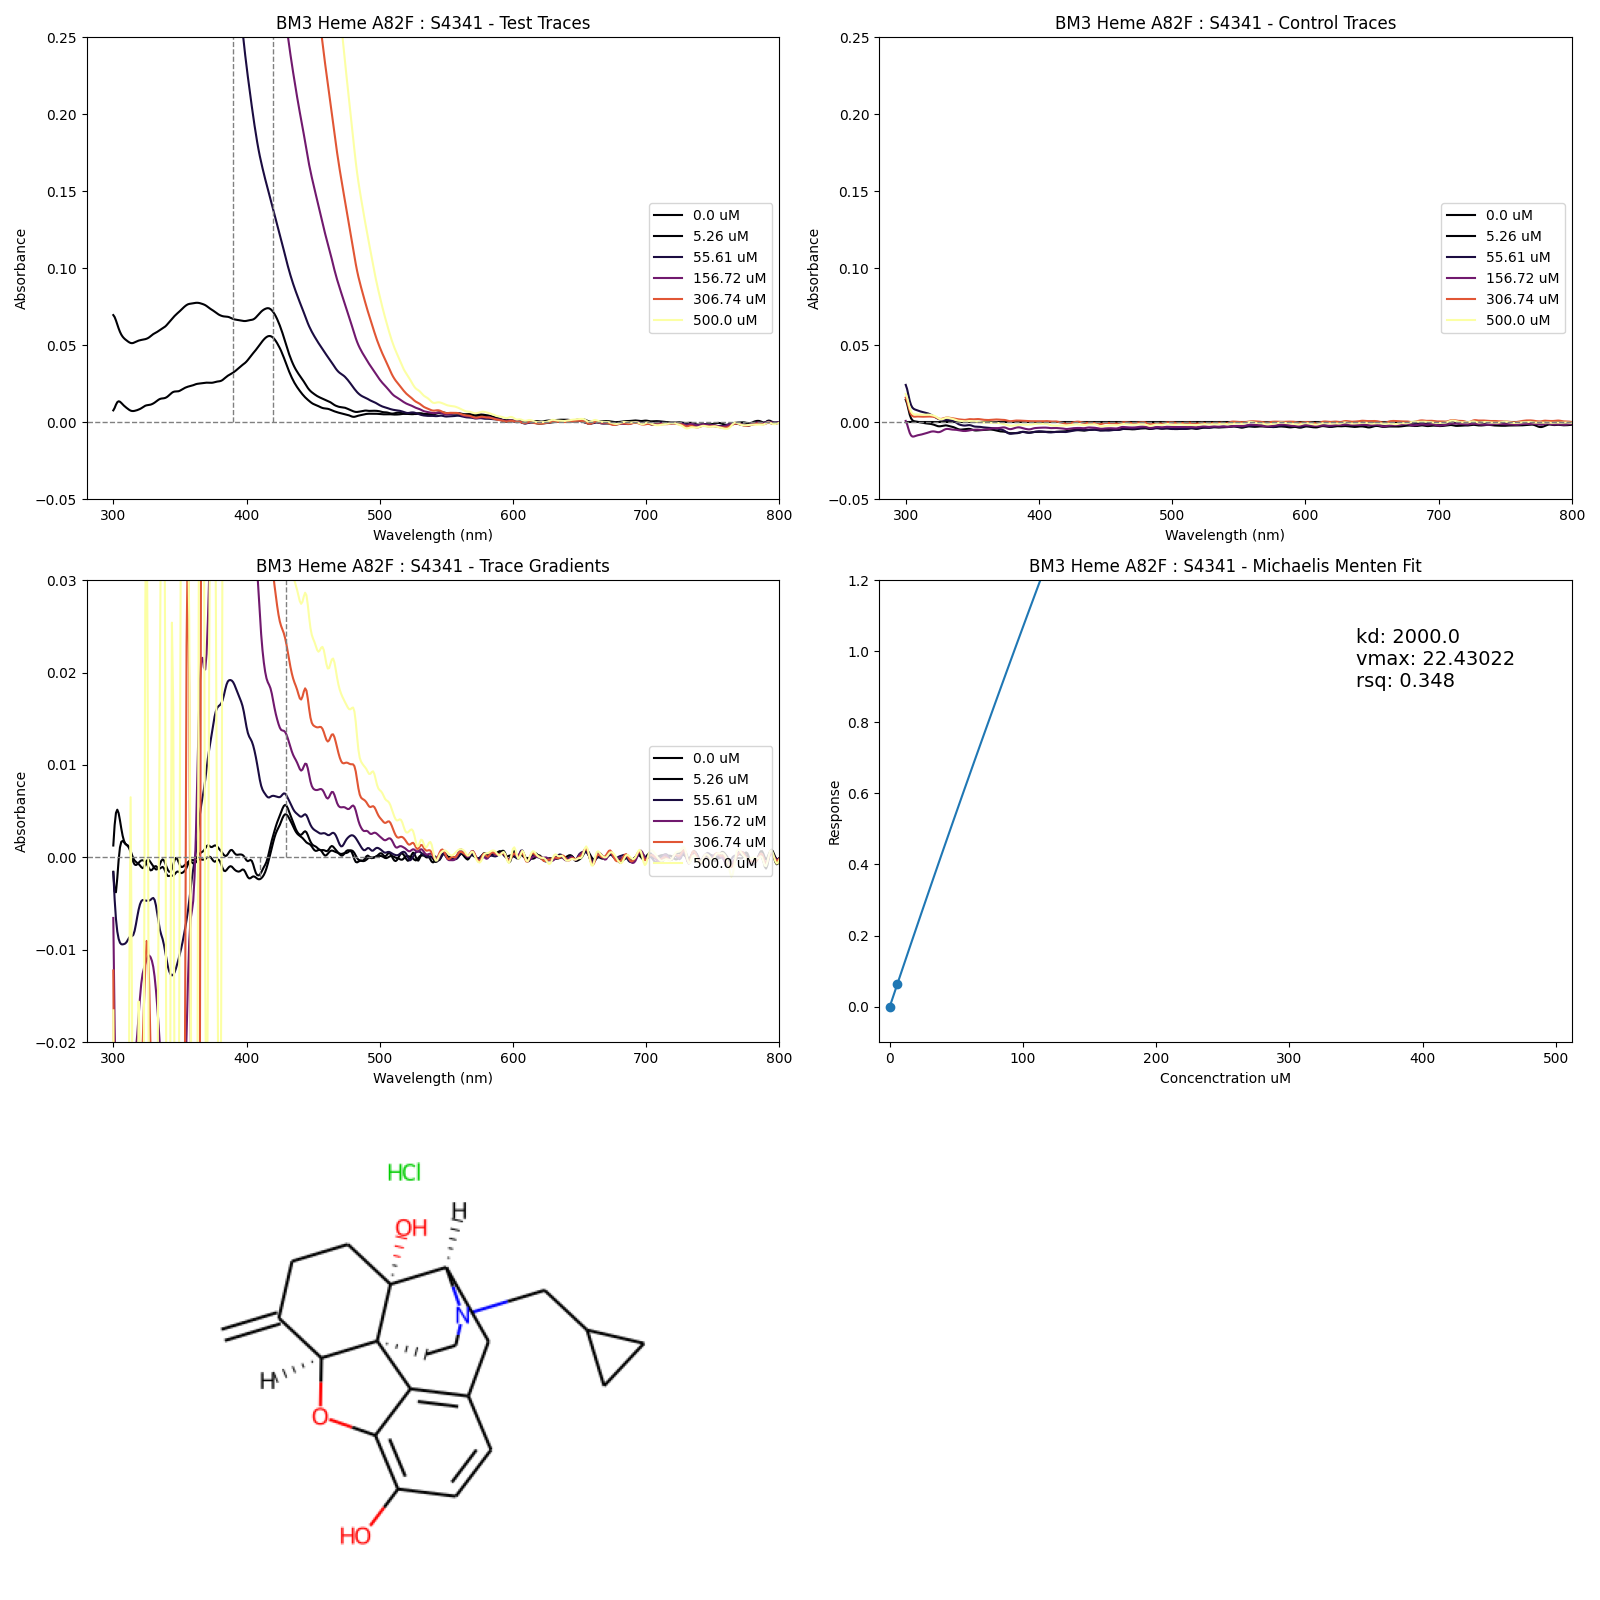 BM3 Heme A82F : S4341 - Test Traces
0.25
0.20
0.15
0.10
0.05
0.00
−0.05
Absorbance
300 400 500 600 700 800
Wavelength (nm)
0.0 uM
5.26 uM
55.61 uM
156.72 uM
306.74 uM
500.0 uM
BM3 Heme A82F : S4341 - Control Traces
0.25
0.20
0.15
0.10
0.05
0.00
−0.05
Absorbance
300 400 500 600 700 800
Wavelength (nm)
0.0 uM
5.26 uM
55.61 uM
156.72 uM
306.74 uM
500.0 uM
BM3 Heme A82F : S4341 - Trace Gradients
0.03
0.02
0.01
0.00
−0.01
−0.02
Absorbance
300 400 500 600 700 800
Wavelength (nm)
0.0 uM
5.26 uM
55.61 uM
156.72 uM
306.74 uM
500.0 uM
BM3 Heme A82F : S4341 - Michaelis Menten Fit
1.2
1.0
0.8
0.6
0.4
0.2
0.0
Response
0 100 200 300 400 500
Concenctration uM
kd: 2000.0
vmax: 22.43022
rsq: 0.348
HCl
H
OH
N
H
O
HO